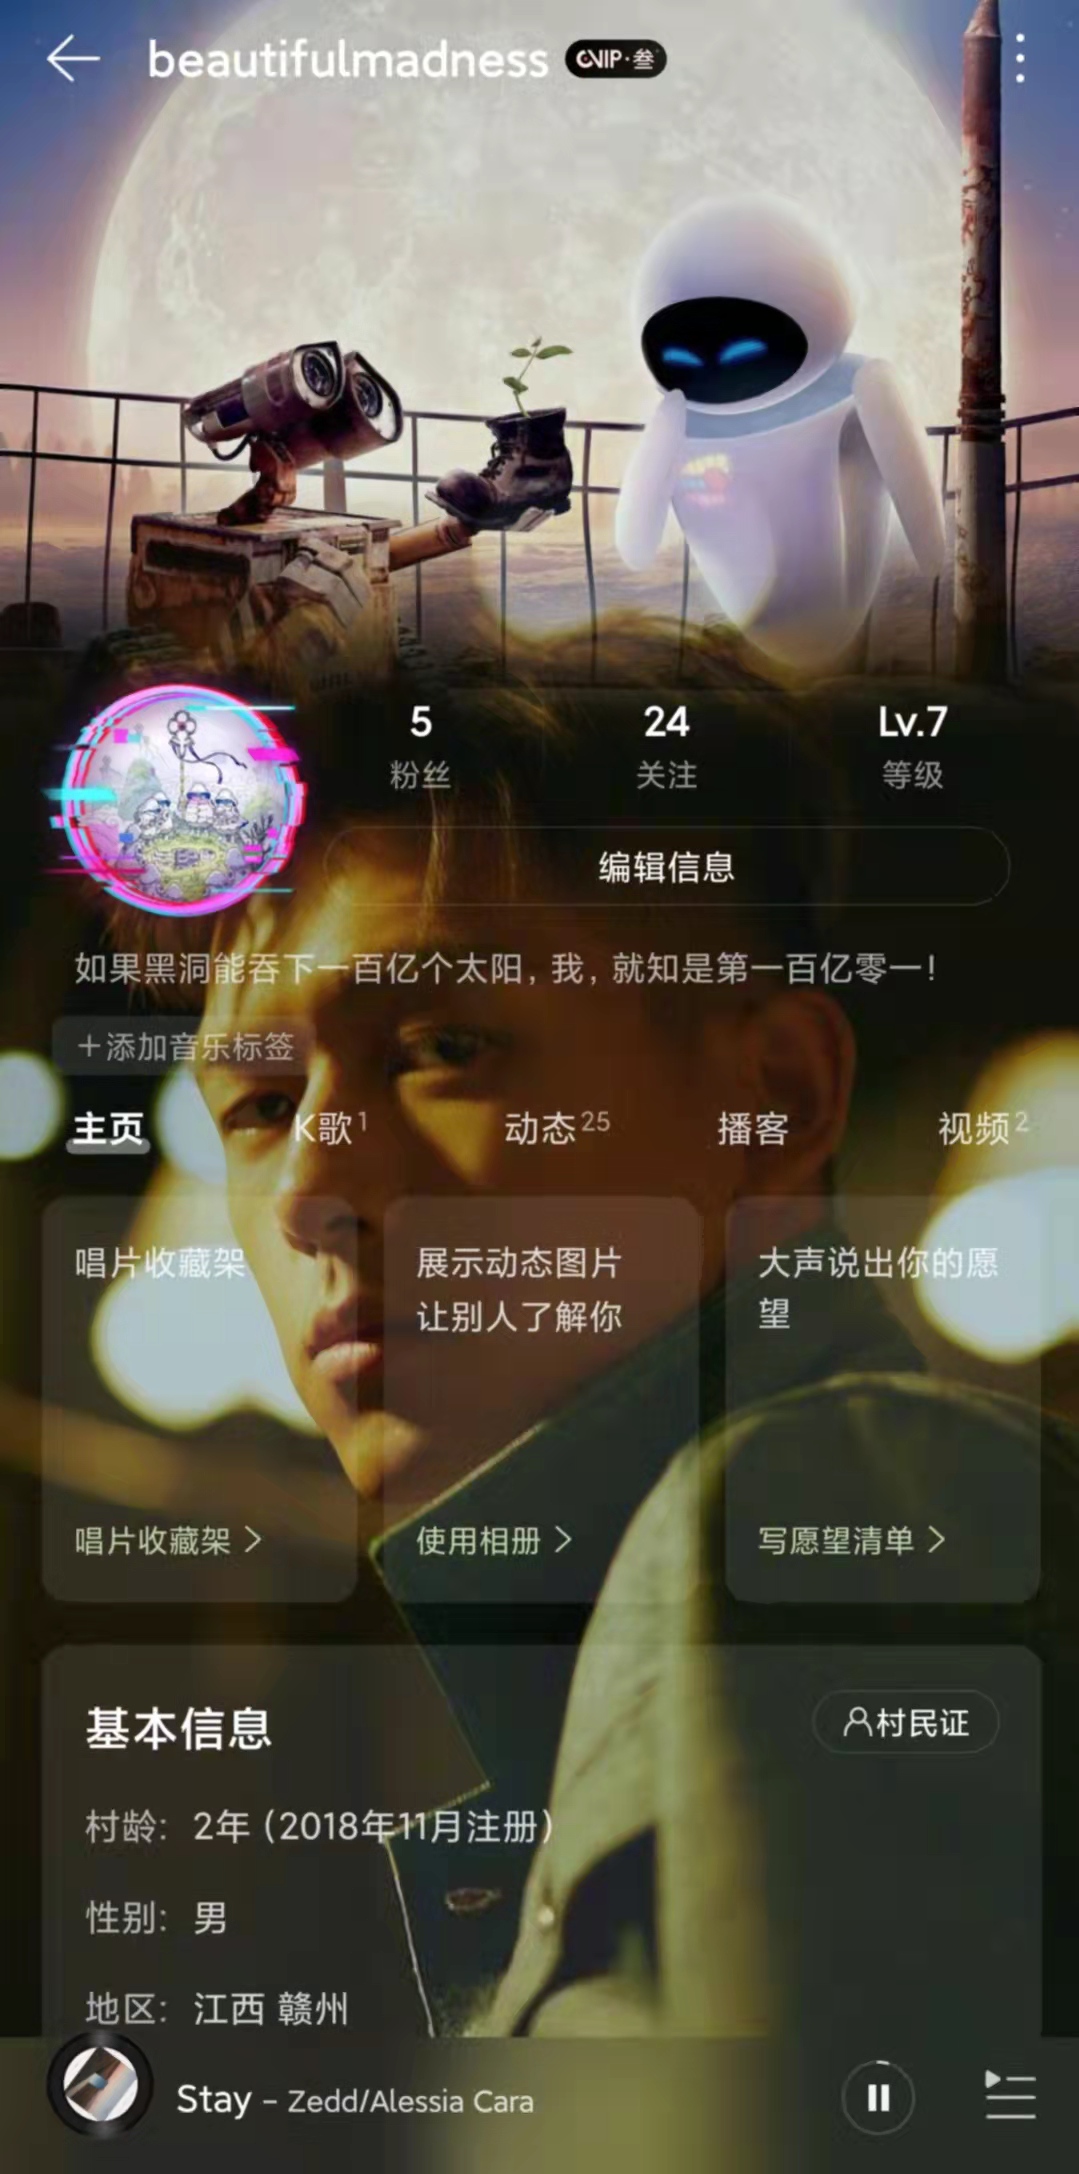 beautifulmadness CVIP·叁
5 24 Lv.7
粉丝 关注 等级
编辑信息
如果黑洞能吞下一百亿个太阳，我，就知是第一百亿零一！
+添加音乐标签
主页 K歌1 动态25 播客 视频2
唱片收藏架
展示动态图片
让别人了解你
大声说出你的愿
望
唱片收藏架 >
使用相册 >
写愿望清单 >
基本信息
村民证
村龄： 2年（2018年11月注册）
性别： 男
地区： 江西 赣州
Stay - Zedd/Alessia Cara